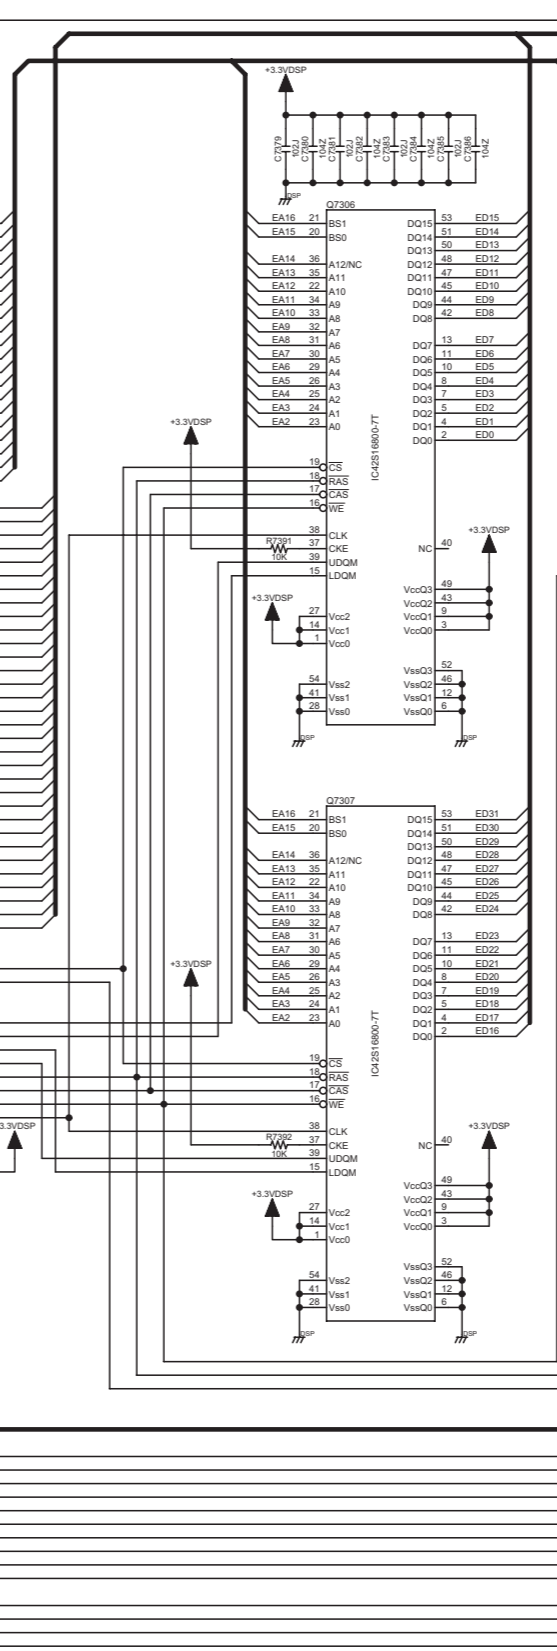 +3.3VDSP
C7379 102J C7380 104Z C7381 102J C7382 104Z C7383 102J C7384 104Z C7385 102J C7386 104Z
DSP
Q7306
EA16 21 BS1 DQ15 53 ED15
EA15 20 BS0 DQ14 51 ED14
DQ13 50 ED13
EA14 36 A12/NC DQ12 48 ED12
EA13 35 A11 DQ11 47 ED11
EA12 22 A10 DQ10 45 ED10
EA11 34 A9 DQ9 44 ED9
EA10 33 A8 DQ8 42 ED8
EA9 32 A7
EA8 31 A6 DQ7 13 ED7
EA7 30 A5 DQ6 11 ED6
EA6 29 A4 DQ5 10 ED5
EA5 26 A3 DQ4 8 ED4
EA4 25 A2 DQ3 7 ED3
EA3 24 A1 DQ2 5 ED2
EA2 23 A0 DQ1 4 ED1
DQ0 2 ED0
IC42S16800-7T
+3.3VDSP
19 CS
18 RAS
17 CAS
16 WE
38 CLK
R7391 10K 37 CKE NC 40
39 UDQM
15 LDQM
+3.3VDSP
+3.3VDSP
VccQ3 49
VccQ2 43
27 Vcc2 VccQ1 9
14 Vcc1 VccQ0 3
1 Vcc0
VssQ3 52
54 Vss2 VssQ2 46
41 Vss1 VssQ1 12
28 Vss0 VssQ0 6
DSP DSP
Q7307
EA16 21 BS1 DQ15 53 ED31
EA15 20 BS0 DQ14 51 ED30
DQ13 50 ED29
EA14 36 A12/NC DQ12 48 ED28
EA13 35 A11 DQ11 47 ED27
EA12 22 A10 DQ10 45 ED26
EA11 34 A9 DQ9 44 ED25
EA10 33 A8 DQ8 42 ED24
EA9 32 A7
EA8 31 A6 DQ7 13 ED23
EA7 30 A5 DQ6 11 ED22
EA6 29 A4 DQ5 10 ED21
EA5 26 A3 DQ4 8 ED20
EA4 25 A2 DQ3 7 ED19
EA3 24 A1 DQ2 5 ED18
EA2 23 A0 DQ1 4 ED17
DQ0 2 ED16
IC42S16800-7T
+3.3VDSP
19 CS
18 RAS
17 CAS
16 WE
3.3VDSP
38 CLK
R7392 10K 37 CKE NC 40
39 UDQM
15 LDQM
+3.3VDSP
+3.3VDSP
VccQ3 49
VccQ2 43
27 Vcc2 VccQ1 9
14 Vcc1 VccQ0 3
1 Vcc0
VssQ3 52
54 Vss2 VssQ2 46
41 Vss1 VssQ1 12
28 Vss0 VssQ0 6
DSP DSP